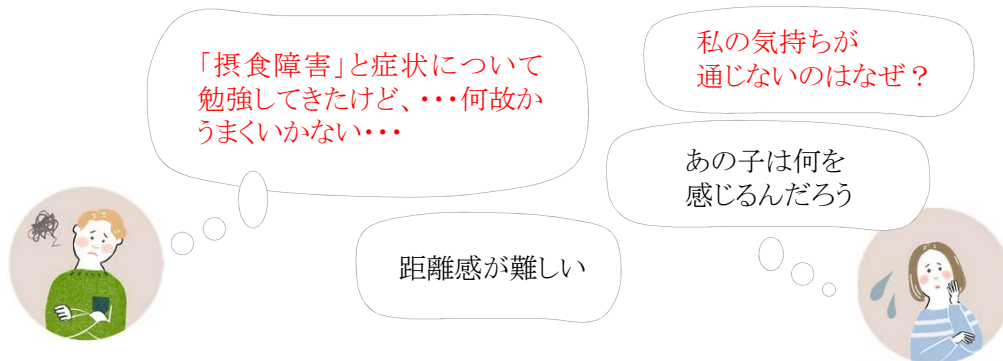 「摂食障害」と症状について
勉強してきたけど、・・・何故か
うまくいかない・・・
私の気持ちが
通じないのはなぜ？
あの子は何を
感じるんだろう
距離感が難しい